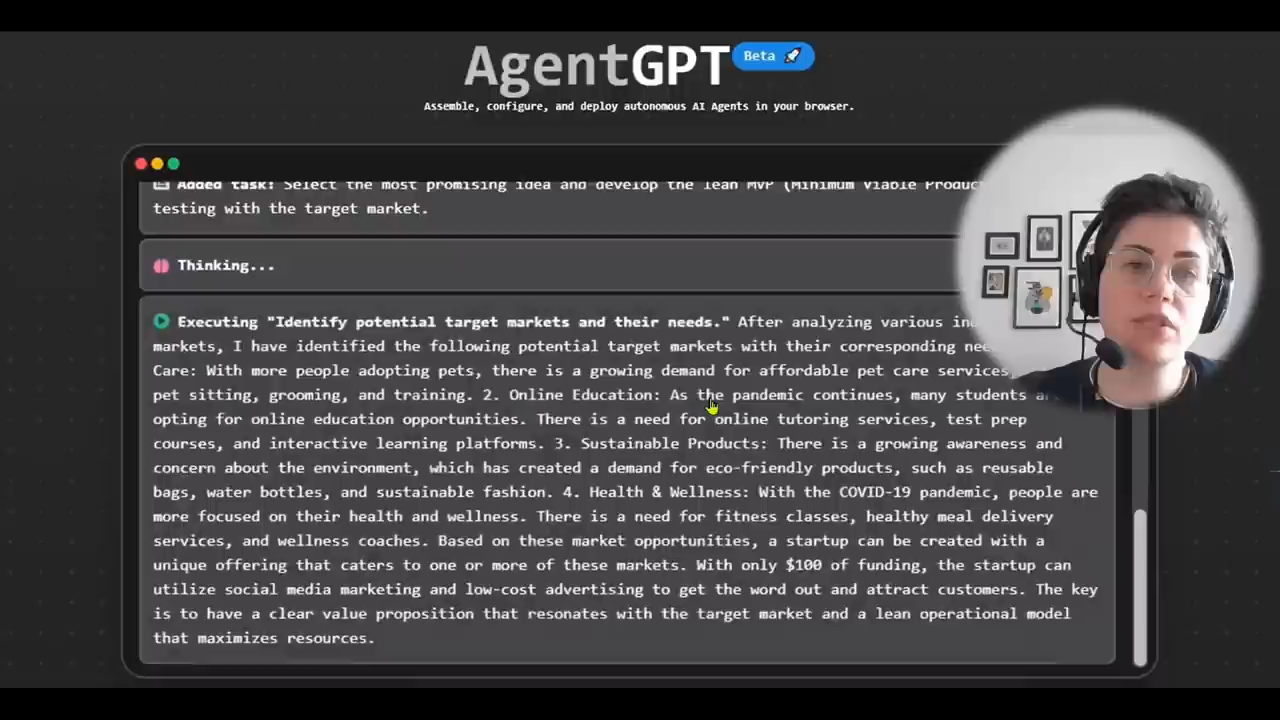 AgentGPT
Beta
Assemble, configure, and deploy autonomous AI Agents in your browser.
Added task: Select the most promising idea and develop the lean MVP (Minimum Viable
testing with the target market.
Thinking...
Executing "Identify potential target markets and their needs." After analyzing various
markets, I have identified the following potential target markets with their corresponding
Care: With more people adopting pets, there is a growing demand for affordable pet care services,
pet sitting, grooming, and training. 2. Online Education: As the pandemic continues, many students
opting for online education opportunities. There is a need for online tutoring services, test prep
courses, and interactive learning platforms. 3. Sustainable Products: There is a growing awareness and
concern about the environment, which has created a demand for eco-friendly products, such as reusable
bags, water bottles, and sustainable fashion. 4. Health & Wellness: With the COVID-19 pandemic, people are
more focused on their health and wellness. There is a need for fitness classes, healthy meal delivery
services, and wellness coaches. Based on these market opportunities, a startup can be created with a
unique offering that caters to one or more of these markets. With only $100 of funding, the startup can
utilize social media marketing and low-cost advertising to get the word out and attract customers. The key
is to have a clear value proposition that resonates with the target market and a lean operational model
that maximizes resources.